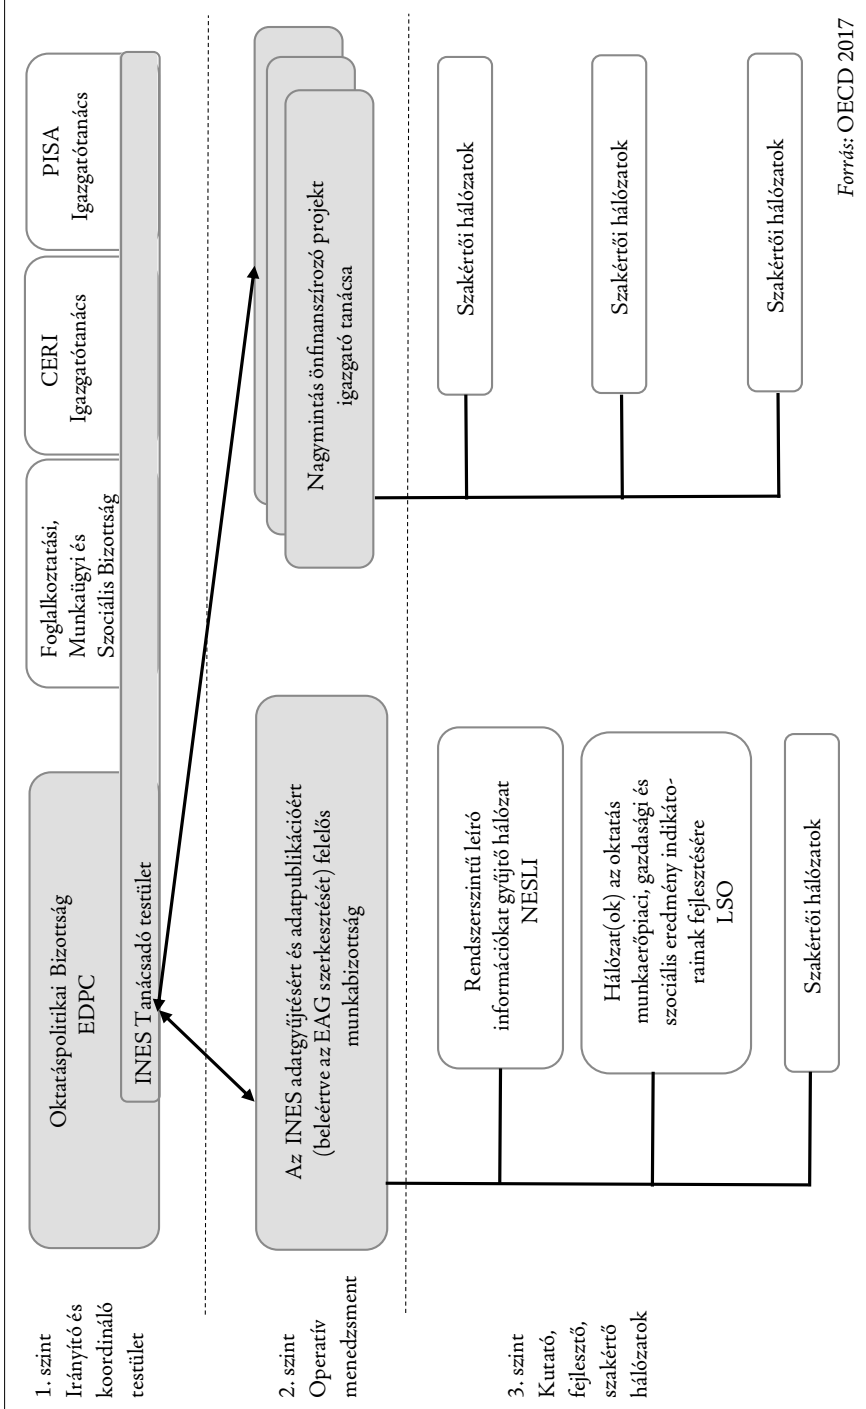 1. szint
Irányító és
koordináló
testület
Oktatáspolitikai Bizottság
EDPC
Foglalkoztatási,
Munkaügyi és
Szociális Bizottság
CERI
Igazgatótanács
PISA
Igazgatótanács
INES Tanácsadó testület
2. szint
Operatív
menedzsment
Az INES adatgyűjtésért és adatpublikációért
(beleértve az EAG szerkesztését) felelős
munkabizottság
Nagymintás önfinanszírozó projekt
igazgató tanácsa
3. szint
Kutató,
fejlesztő,
szakértő
hálózatok
Rendszerszintű leíró
információkat gyűjtő hálózat
NESLI
Hálózat(ok) az oktatás
munkaerőpiaci, gazdasági és
szociális eredmény indikáto-
rainak fejlesztésére
LSO
Szakértői hálózatok
Szakértői hálózatok
Szakértői hálózatok
Szakértői hálózatok
Forrás: OECD 2017